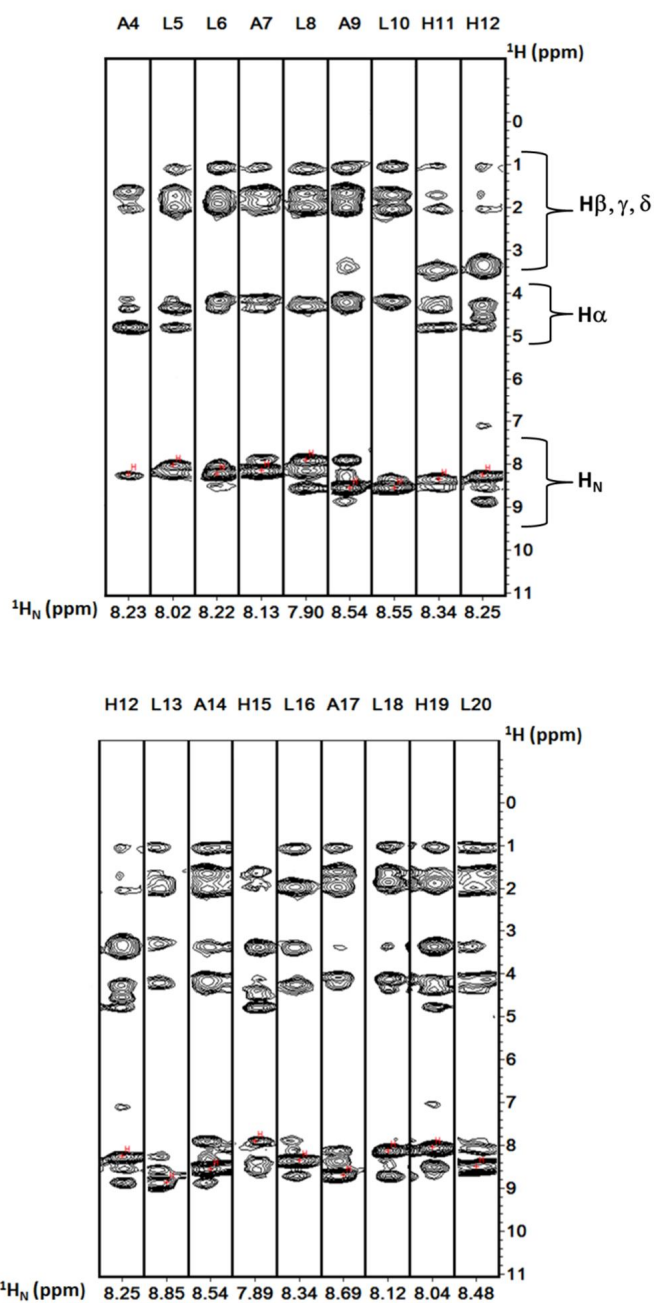 A4 L5 L6 A7 L8 A9 L10 H11 H12
¹H (ppm)
0
1
2
3
4
5
6
7
8
9
10
11
Hβ, γ, δ
Hα
H_N
H H H H H H H H H
¹H_N (ppm) 8.23 8.02 8.22 8.13 7.90 8.54 8.55 8.34 8.25
H12 L13 A14 H15 L16 A17 L18 H19 L20
¹H (ppm)
0
1
2
3
4
5
6
7
8
9
10
11
H H H H H H H H H
¹H_N (ppm) 8.25 8.85 8.54 7.89 8.34 8.69 8.12 8.04 8.48